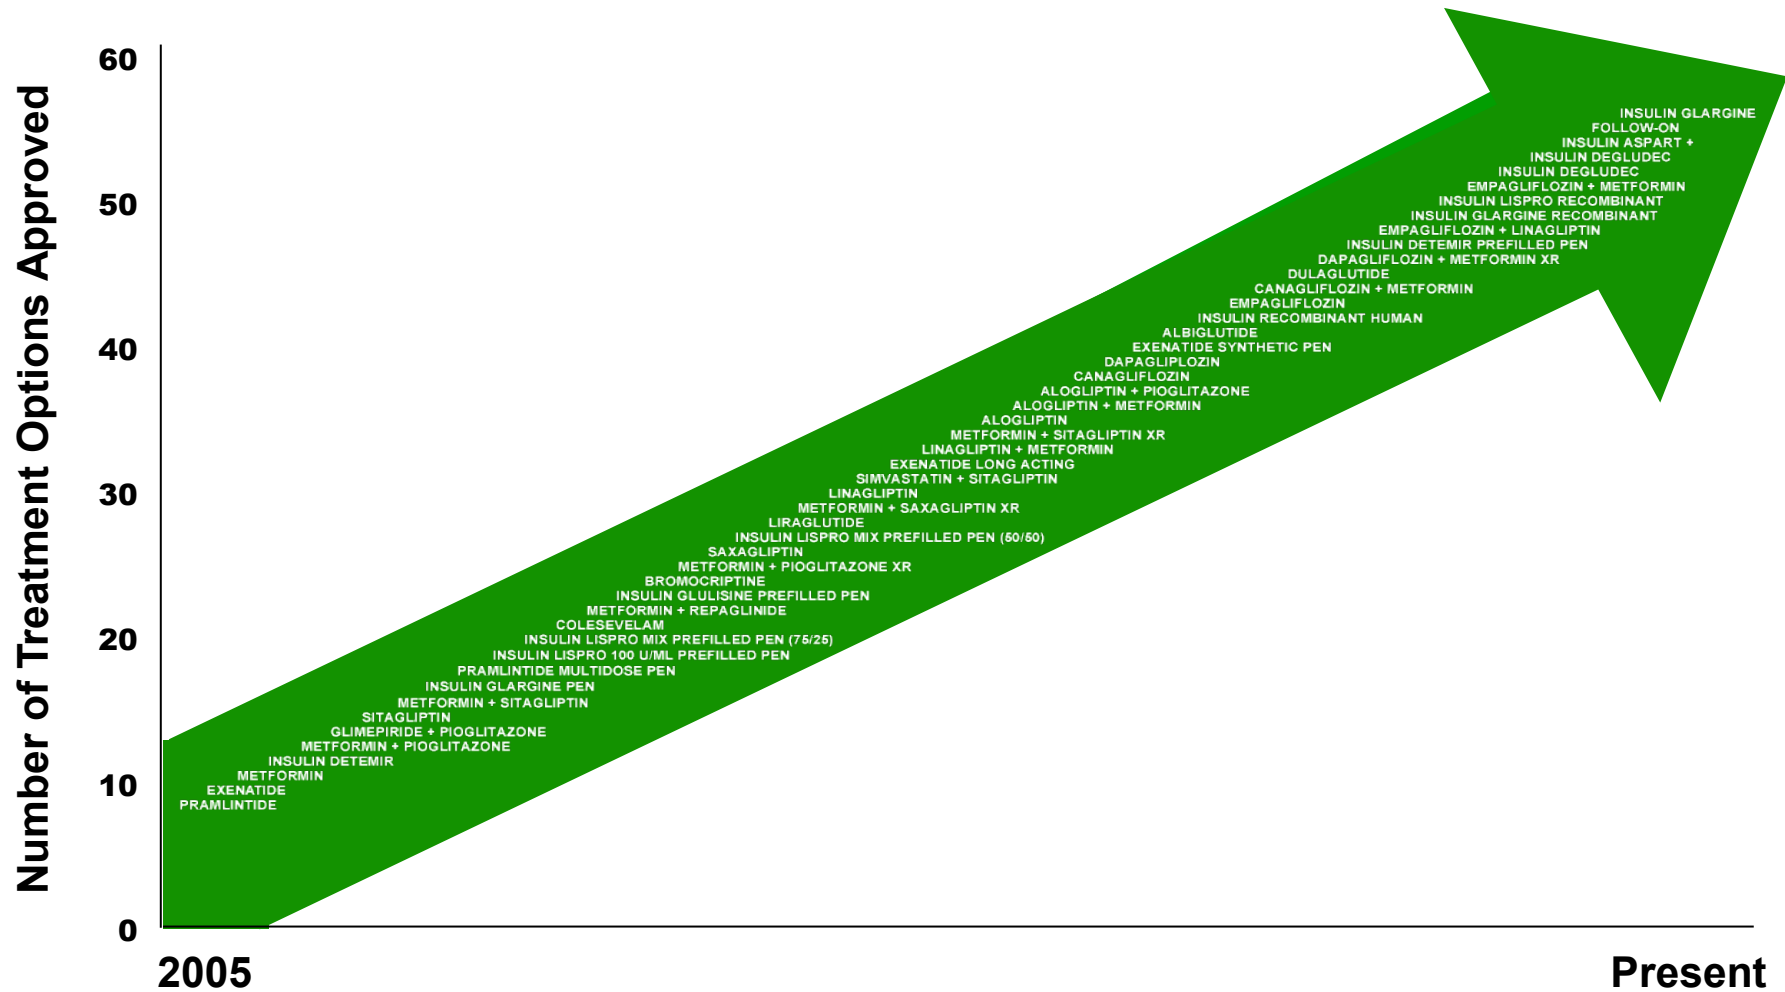 Number of Treatment Options Approved
60
50
40
30
20
10
0
INSULIN GLARGINE
FOLLOW-ON
INSULIN ASPART +
INSULIN DEGLUDEC
INSULIN DEGLUDEC
EMPAGLIFLOZIN + METFORMIN
INSULIN LISPRO RECOMBINANT
INSULIN GLARGINE RECOMBINANT
EMPAGLIFLOZIN + LINAGLIPTIN
INSULIN DETEMIR PREFILLED PEN
DAPAGLIFLOZIN + METFORMIN XR
DULAGLUTIDE
CANAGLIFLOZIN + METFORMIN
EMPAGLIFLOZIN
INSULIN RECOMBINANT HUMAN
ALBIGLUTIDE
EXENATIDE SYNTHETIC PEN
DAPAGLIPLOZIN
CANAGLIFLOZIN
ALOGLIPTIN + PIOGLITAZONE
ALOGLIPTIN + METFORMIN
ALOGLIPTIN
METFORMIN + SITAGLIPTIN XR
LINAGLIPTIN + METFORMIN
EXENATIDE LONG ACTING
SIMVASTATIN + SITAGLIPTIN
LINAGLIPTIN
METFORMIN + SAXAGLIPTIN XR
LIRAGLUTIDE
INSULIN LISPRO MIX PREFILLED PEN (50/50)
SAXAGLIPTIN
METFORMIN + PIOGLITAZONE XR
BROMOCRIPTINE
INSULIN GLULISINE PREFILLED PEN
METFORMIN + REPAGLINIDE
COLESEVELAM
INSULIN LISPRO MIX PREFILLED PEN (75/25)
INSULIN LISPRO 100 U/ML PREFILLED PEN
PRAMLINTIDE MULTIDOSE PEN
INSULIN GLARGINE PEN
METFORMIN + SITAGLIPTIN
SITAGLIPTIN
GLIMEPIRIDE + PIOGLITAZONE
METFORMIN + PIOGLITAZONE
INSULIN DETEMIR
METFORMIN
EXENATIDE
PRAMLINTIDE
2005
Present